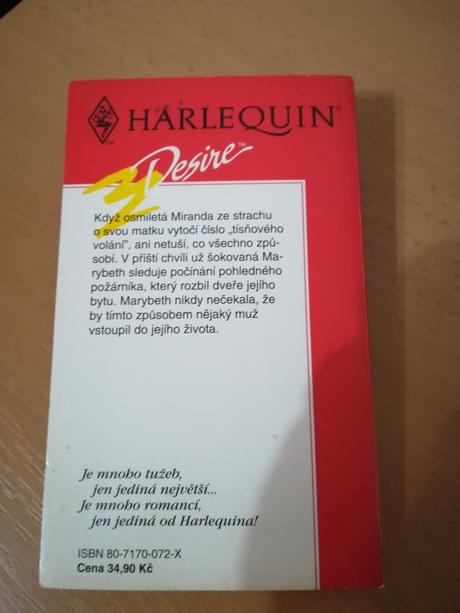 HARLEQUIN®
TM
Desire™
Když osmiletá Miranda ze strachu
o svou matku vytočí číslo „tísňového
volání", ani netuší, co všechno způ-
sobí. V příští chvíli už šokovaná Ma-
rybeth sleduje počínání pohledného
požárníka, který rozbil dveře jejího
bytu. Marybeth nikdy nečekala, že
by tímto způsobem nějaký muž
vstoupil do jejího života.
Je mnoho tužeb,
jen jediná největší...
Je mnoho romancí,
jen jediná od Harlequina!
ISBN 80-7170-072-X
Cena 34,90 Kč